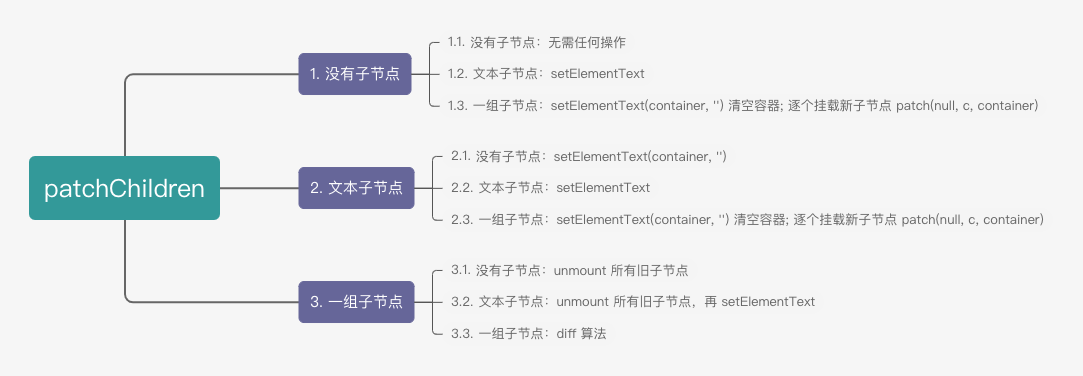 patchChildren
1. 没有子节点
1.1. 没有子节点：无需任何操作
1.2. 文本子节点：setElementText
1.3. 一组子节点：setElementText(container, '') 清空容器; 逐个挂载新子节点 patch(null, c, container)
2. 文本子节点
2.1. 没有子节点：setElementText(container, '')
2.2. 文本子节点：setElementText
2.3. 一组子节点：setElementText(container, '') 清空容器; 逐个挂载新子节点 patch(null, c, container)
3. 一组子节点
3.1. 没有子节点：unmount 所有旧子节点
3.2. 文本子节点：unmount 所有旧子节点，再 setElementText
3.3. 一组子节点：diff 算法